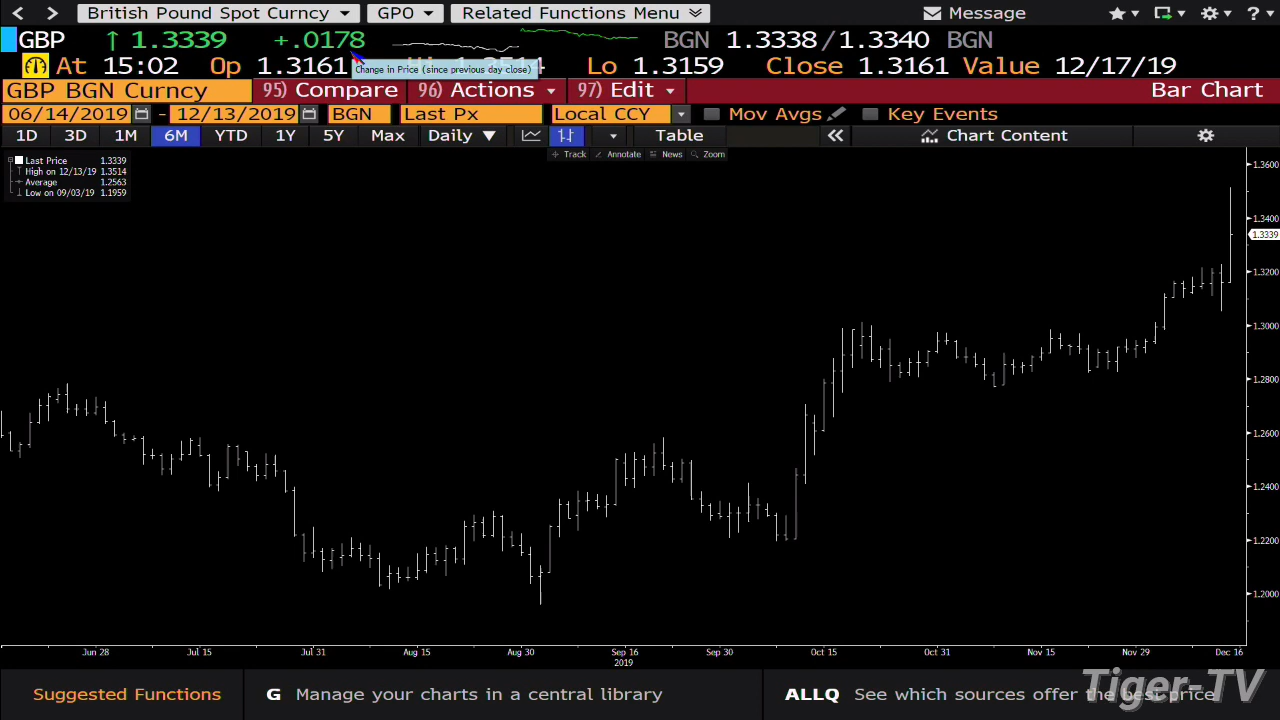 British Pound Spot Curncy GPO Related Functions Menu Message ?
GBP ↑ 1.3339 +.0178 BGN 1.3338 / 1.3340 BGN
At 15:02 Op 1.3161 Lo 1.3159 Close 1.3161 Value 12/17/19
Change in Price (since previous day close)
GBP BGN Curncy 95) Compare 96) Actions 97) Edit Bar Chart
06/14/2019 - 12/13/2019 BGN Last Px Local CCY Mov Avgs Key Events
1D 3D 1M 6M YTD 1Y 5Y Max Daily ▼ Table « Chart Content
Track Annotate News Zoom
Last Price 1.3339
High on 12/13/19 1.3514
Average 1.2563
Low on 09/03/19 1.1959
1.3600
1.3400
1.3339
1.3200
1.3000
1.2800
1.2600
1.2400
1.2200
1.2000
Jun 28 Jul 15 Jul 31 Aug 15 Aug 30 Sep 16 Sep 30 Oct 15 Oct 31 Nov 15 Nov 29 Dec 16
2019
Suggested Functions G Manage your charts in a central library ALLQ See which sources offer the best price
Tiger-TV